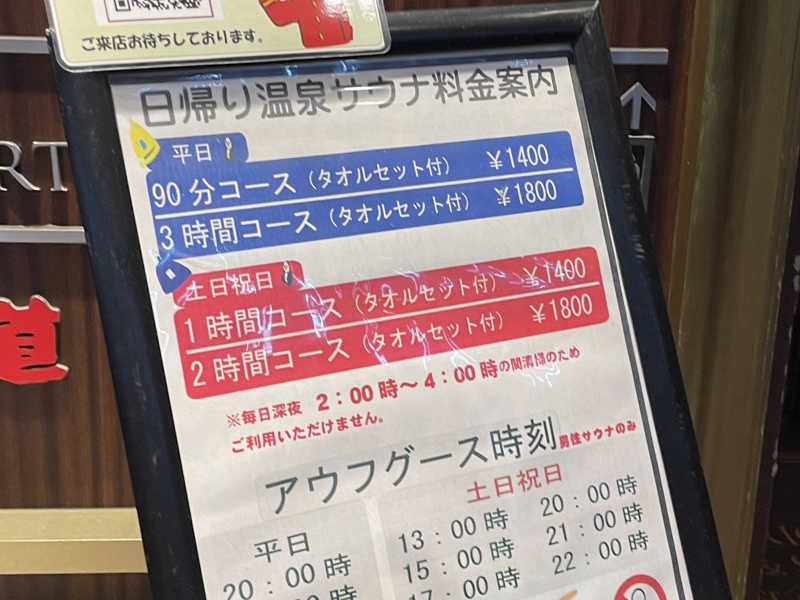 ご来店お待ちしております。
日帰り温泉サウナ料金案内
平日
90分コース（タオルセット付） ￥1400
3時間コース（タオルセット付） ￥1800
土日祝日
1時間コース（タオルセット付） ￥1400
2時間コース（タオルセット付） ￥1800
※毎日深夜 2：00時～4：00時の間清掃のため
ご利用いただけません。
アウフグース時刻 男性サウナのみ
平日
20：00時
土日祝日
13：00時 20：00時
15：00時 21：00時
17：00時 22：00時
RT
道